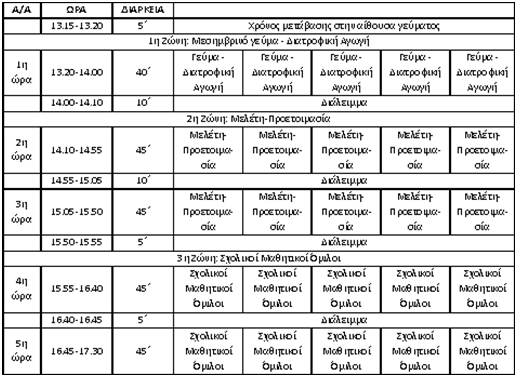 Α/Α ΩΡΑ ΔΙΑΡΚΕΙΑ
13.15-13.20 5΄ Χρόνος μετάβασης στην αίθουσα γεύματος
1η Ζώνη: Μεσημβρινό γεύμα - Διατροφική Αγωγή
1η ώρα 13.20-14.00 40΄ Γεύμα - Διατροφική Αγωγή Γεύμα - Διατροφική Αγωγή Γεύμα - Διατροφική Αγωγή Γεύμα - Διατροφική Αγωγή Γεύμα - Διατροφική Αγωγή
14.00-14.10 10΄ Διάλειμμα
2η Ζώνη: Μελέτη-Προετοιμασία
2η ώρα 14.10-14.55 45΄ Μελέτη-Προετοιμα-σία Μελέτη-Προετοιμα-σία Μελέτη-Προετοιμα-σία Μελέτη-Προετοιμα-σία Μελέτη-Προετοιμα-σία
14.55-15.05 10΄ Διάλειμμα
3η ώρα 15.05-15.50 45΄ Μελέτη-Προετοιμα-σία Μελέτη-Προετοιμα-σία Μελέτη-Προετοιμα-σία Μελέτη-Προετοιμα-σία Μελέτη-Προετοιμα-σία
15.50-15.55 5΄ Διάλειμμα
3η Ζώνη: Σχολικοί Μαθητικοί Όμιλοι
4η ώρα 15.55-16.40 45΄ Σχολικοί Μαθητικοί Όμιλοι Σχολικοί Μαθητικοί Όμιλοι Σχολικοί Μαθητικοί Όμιλοι Σχολικοί Μαθητικοί Όμιλοι Σχολικοί Μαθητικοί Όμιλοι
16.40-16.45 5΄ Διάλειμμα
5η ώρα 16.45-17.30 45΄ Σχολικοί Μαθητικοί Όμιλοι Σχολικοί Μαθητικοί Όμιλοι Σχολικοί Μαθητικοί Όμιλοι Σχολικοί Μαθητικοί Όμιλοι Σχολικοί Μαθητικοί Όμιλοι